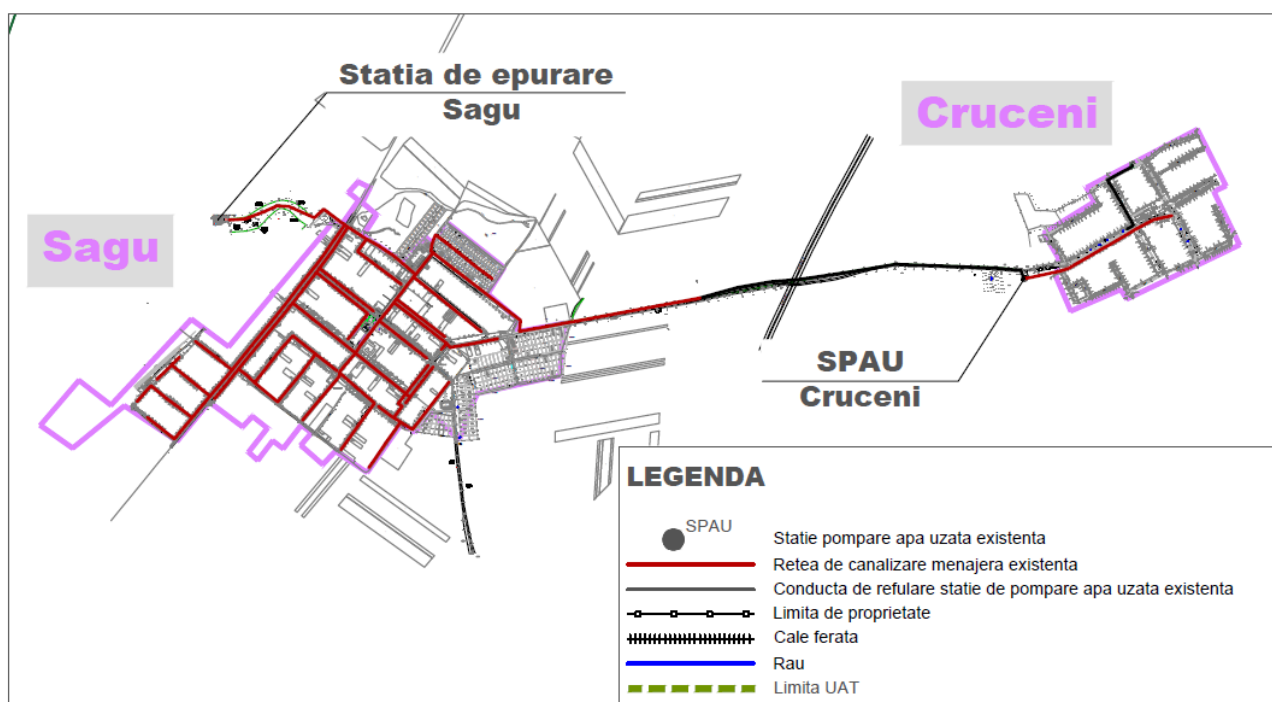 Statia de epurare
Sagu
Cruceni
Sagu
SPAU
Cruceni
LEGENDA
SPAU
Statie pompare apa uzata existenta
Retea de canalizare menajera existenta
Conducta de refulare statie de pompare apa uzata existenta
Limita de proprietate
Cale ferata
Rau
Limita UAT